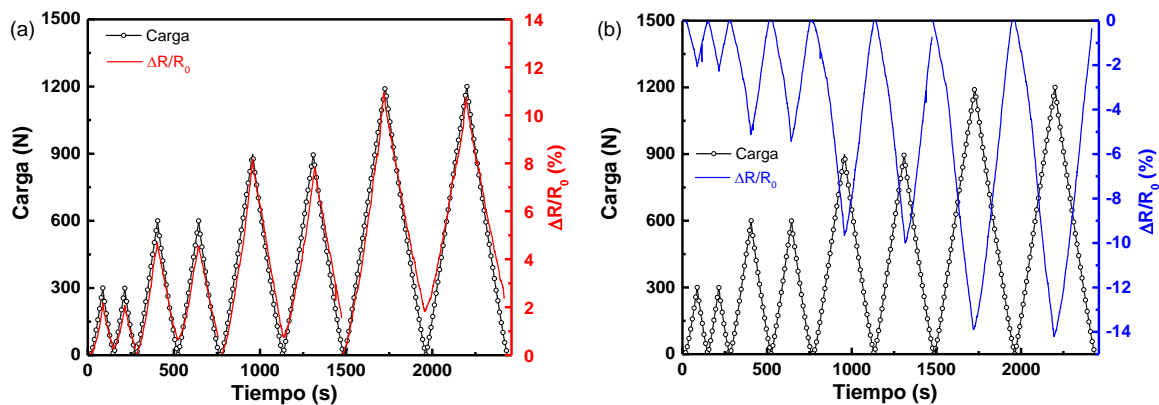 (a)
Carga
ΔR/R0
1500
1200
900
600
300
0
Carga (N)
14
12
10
8
6
4
2
0
ΔR/R0 (%)
0 500 1000 1500 2000
Tiempo (s)
(b)
Carga
ΔR/R0
1500
1200
900
600
300
0
Carga (N)
-0
-2
-4
-6
-8
-10
-12
-14
ΔR/R0 (%)
0 500 1000 1500 2000
Tiempo (s)